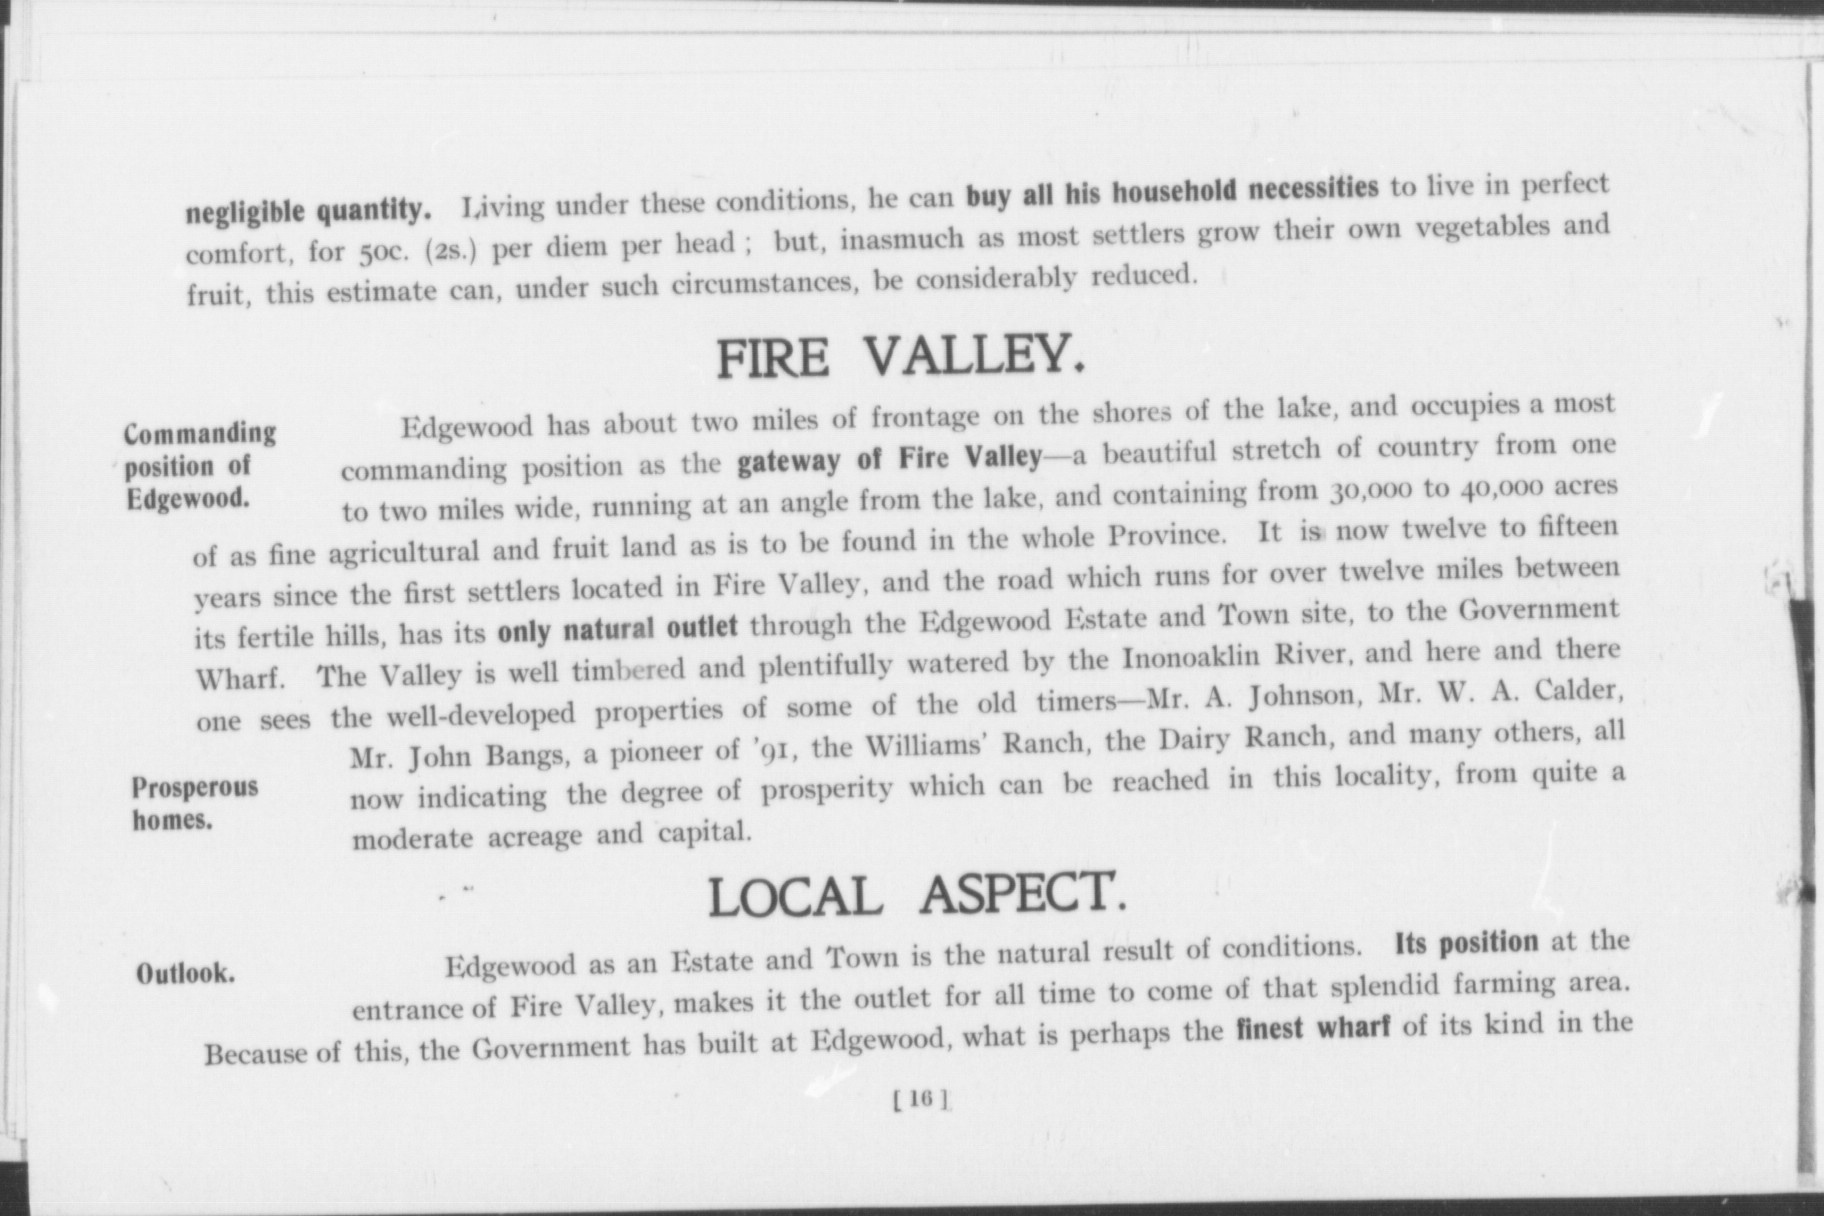 negligible quantity. Living under these conditions, he can buy all his household necessities to live in perfect
comfort, for 50c. (2s.) per diem per head ; but, inasmuch as most settlers grow their own vegetables and
fruit, this estimate can, under such circumstances, be considerably reduced.
FIRE VALLEY.
Commanding
position of
Edgewood.
Edgewood has about two miles of frontage on the shores of the lake, and occupies a most
commanding position as the gateway of Fire Valley—a beautiful stretch of country from one
to two miles wide, running at an angle from the lake, and containing from 30,000 to 40,000 acres
of as fine agricultural and fruit land as is to be found in the whole Province. It is now twelve to fifteen
years since the first settlers located in Fire Valley, and the road which runs for over twelve miles between
its fertile hills, has its only natural outlet through the Edgewood Estate and Town site, to the Government
Wharf. The Valley is well timbered and plentifully watered by the Inonoaklin River, and here and there
one sees the well-developed properties of some of the old timers—Mr. A. Johnson, Mr. W. A. Calder,
Mr. John Bangs, a pioneer of '91, the Williams' Ranch, the Dairy Ranch, and many others, all
Prosperous
homes.
now indicating the degree of prosperity which can be reached in this locality, from quite a
moderate acreage and capital.
LOCAL ASPECT.
Outlook.
Edgewood as an Estate and Town is the natural result of conditions. Its position at the
entrance of Fire Valley, makes it the outlet for all time to come of that splendid farming area.
Because of this, the Government has built at Edgewood, what is perhaps the finest wharf of its kind in the
[ 16 ]